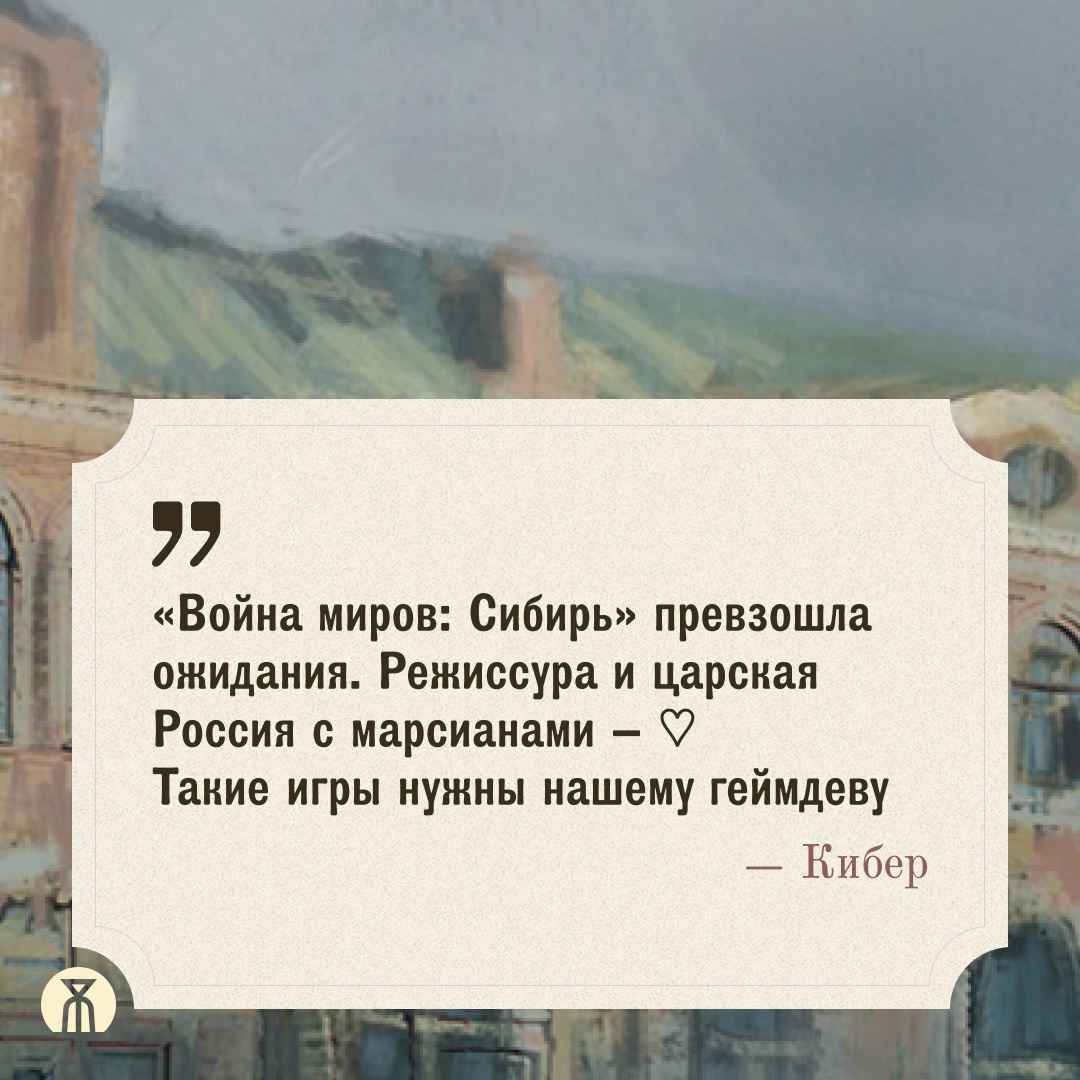 ”
«Война миров: Сибирь» превзошла
ожидания. Режиссура и царская
Россия с марсианами – ♡
Такие игры нужны нашему геймдеву
— Кибер